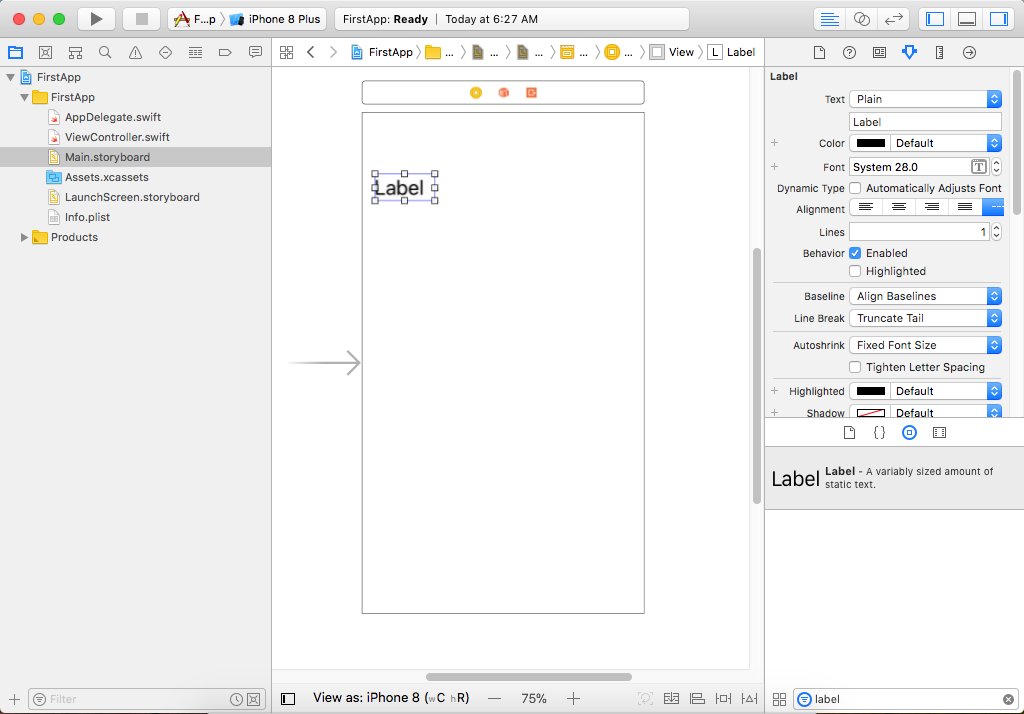 F...p iPhone 8 Plus FirstApp: Ready Today at 6:27 AM
FirstApp ... ... ... ... ... View L Label
FirstApp
FirstApp
AppDelegate.swift
ViewController.swift
Main.storyboard
Assets.xcassets
LaunchScreen.storyboard
Info.plist
Products
Filter
Label
View as: iPhone 8 (wC hR) — 75% +
Label
Text Plain
Label
Color Default
Font System 28.0 T
Dynamic Type Automatically Adjusts Font
Alignment
Lines 1
Behavior Enabled
Highlighted
Baseline Align Baselines
Line Break Truncate Tail
Autoshrink Fixed Font Size
Tighten Letter Spacing
Highlighted Default
Shadow Default
{}
Label Label - A variably sized amount of
static text.
label